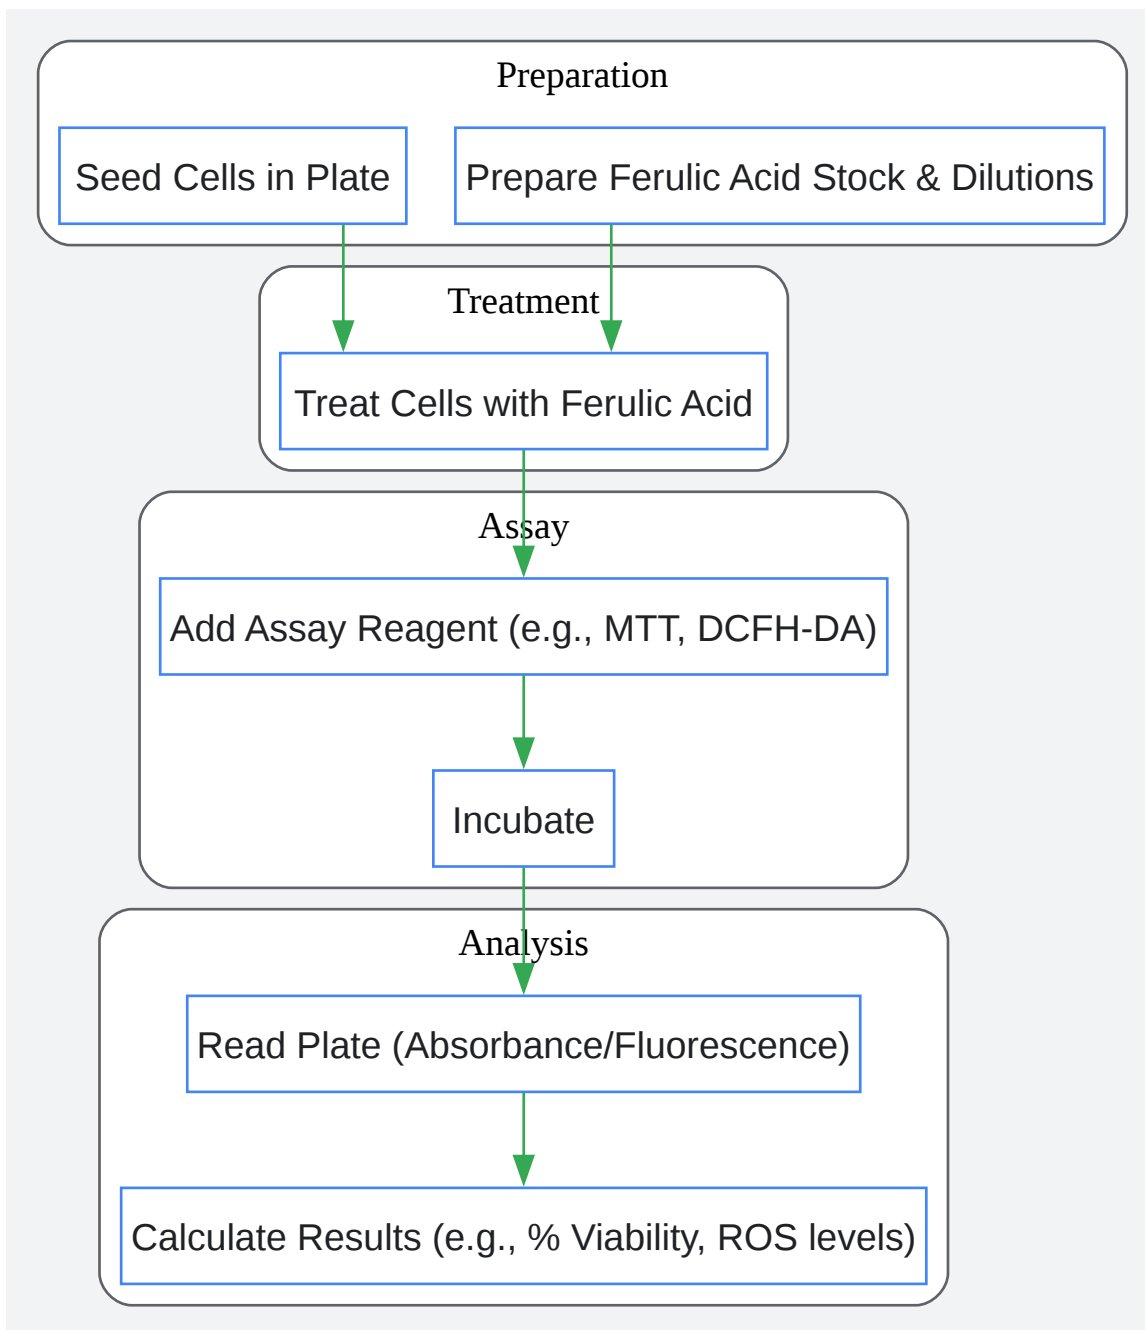 Preparation
Seed Cells in Plate
Prepare Ferulic Acid Stock & Dilutions
Treatment
Treat Cells with Ferulic Acid
Assay
Add Assay Reagent (e.g., MTT, DCFH-DA)
Incubate
Analysis
Read Plate (Absorbance/Fluorescence)
Calculate Results (e.g., % Viability, ROS levels)